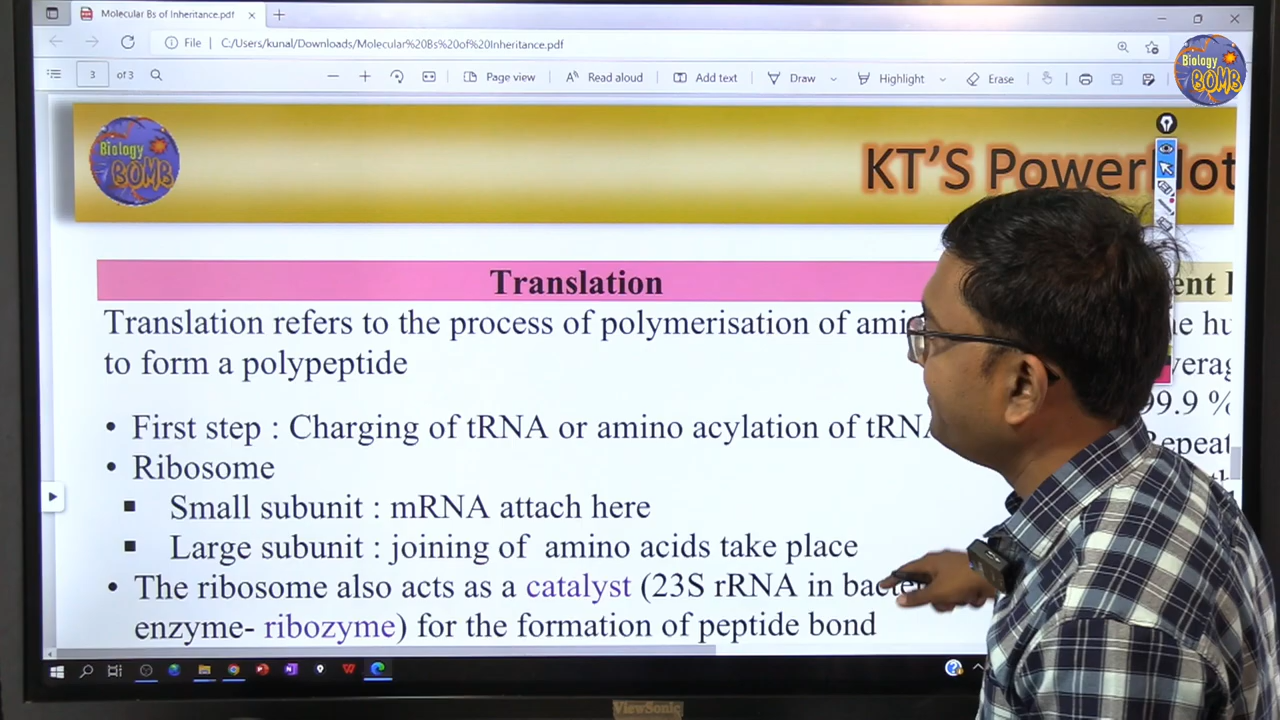 Molecular Bs of Inheritance.pdf
File C:/Users/kunal/Downloads/Molecular%20Bs%20of%20Inheritance.pdf
3 of 3 Page view Read aloud Add text Draw Highlight Erase
Biology BOMB
Biology BOMB
KT'S Power
Translation
Translation refers to the process of polymerisation of
to form a polypeptide
• First step : Charging of tRNA or amino acylation of
99.9 %
• Ribosome
▪ Small subunit : mRNA attach here
▪ Large subunit : joining of amino acids take place
• The ribosome also acts as a catalyst (23S rRNA in
enzyme- ribozyme) for the formation of peptide bond
ViewSonic